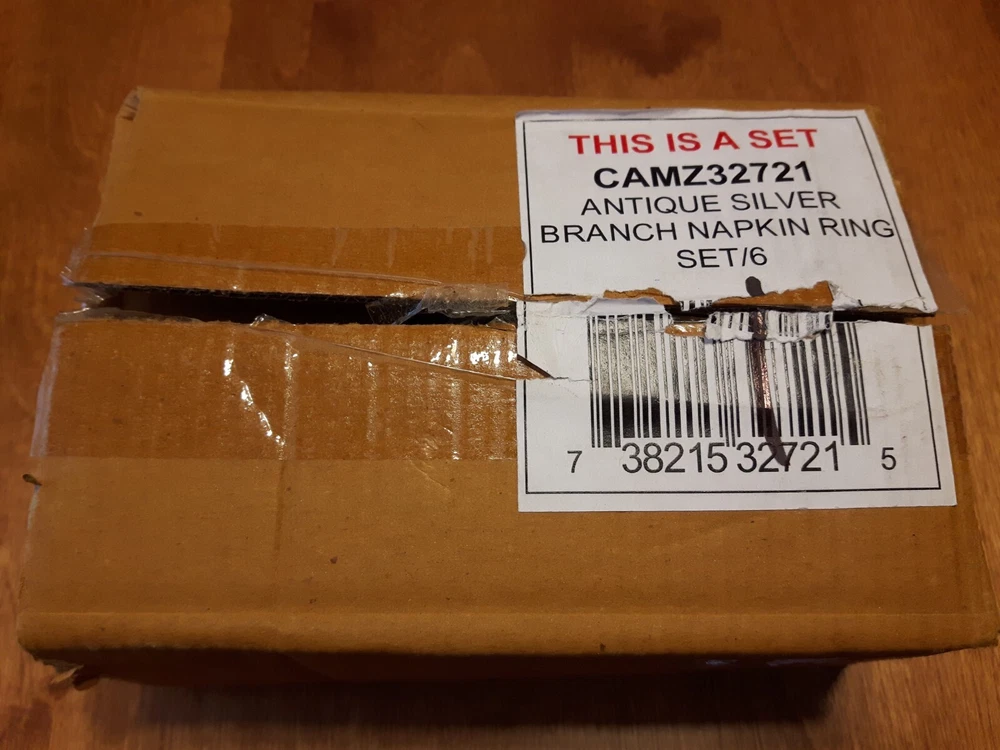 THIS IS A SET
CAMZ32721
ANTIQUE SILVER
BRANCH NAPKIN RING
SET/6
7 38215 32721 5